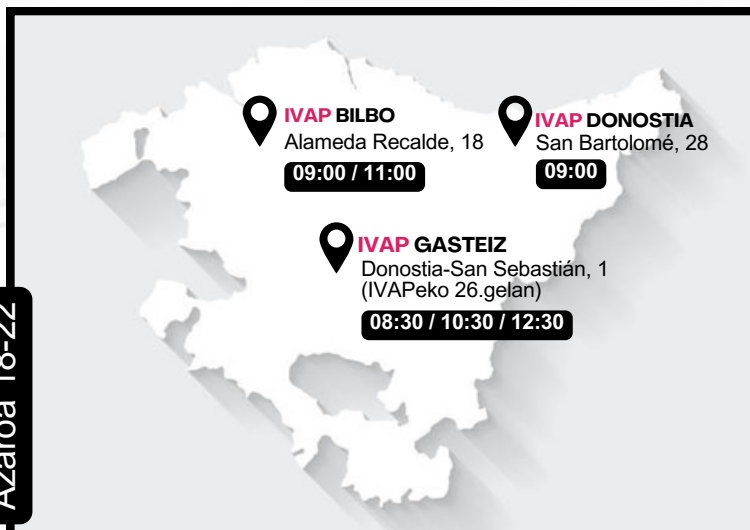 IVAP BILBO
Alameda Recalde, 18
09:00 / 11:00
IVAP DONOSTIA
San Bartolomé, 28
09:00
IVAP GASTEIZ
Donostia-San Sebastián, 1
(IVAPeko 26.gelan)
08:30 / 10:30 / 12:30
Azaroa 18-22